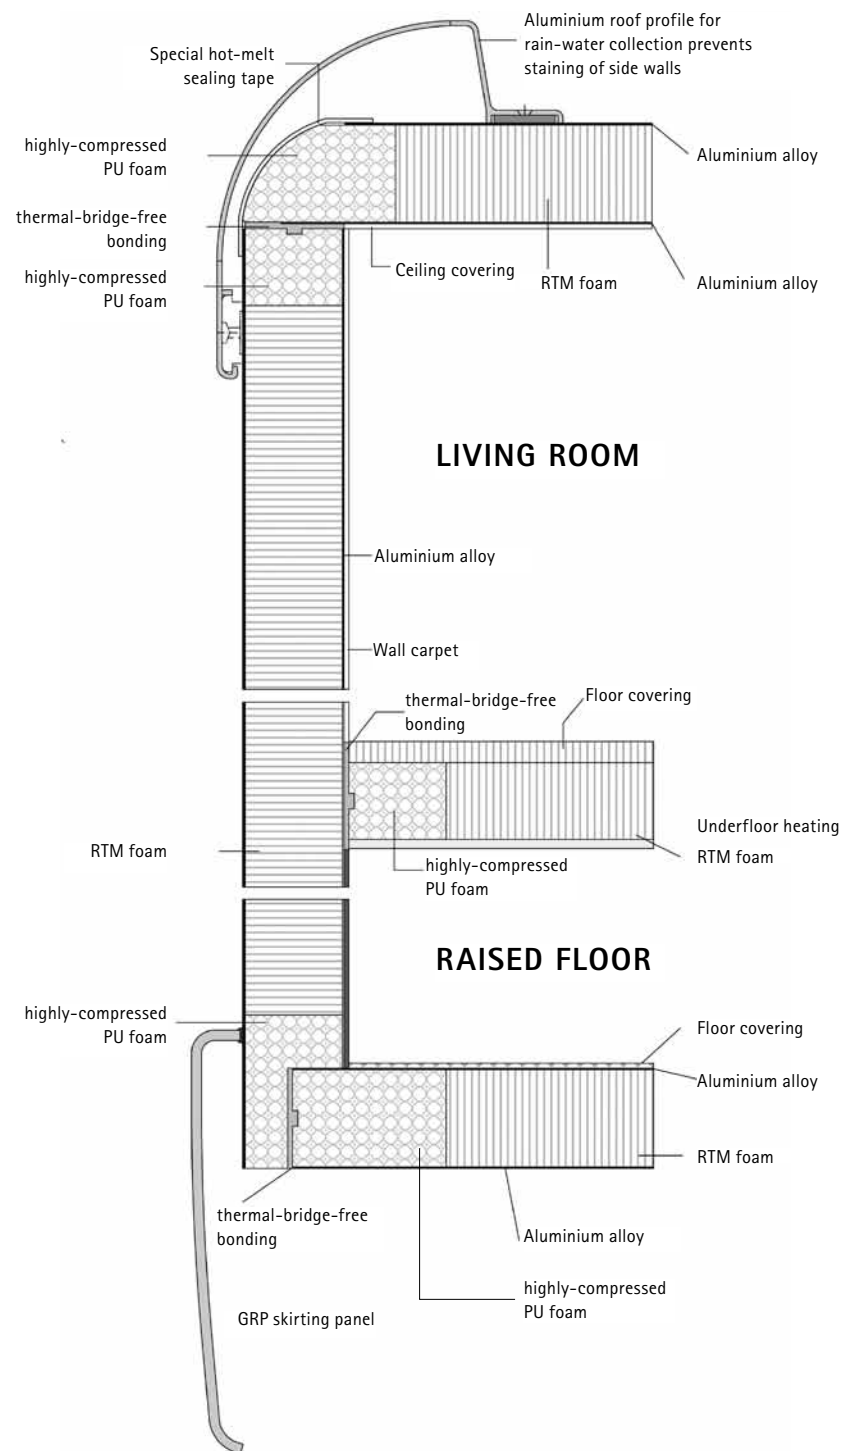 Aluminium roof profile for
rain-water collection prevents
staining of side walls
Special hot-melt
sealing tape
highly-compressed
PU foam
Aluminium alloy
thermal-bridge-free
bonding
highly-compressed
PU foam
Ceiling covering
RTM foam
Aluminium alloy
LIVING ROOM
Aluminium alloy
Wall carpet
thermal-bridge-free
bonding
Floor covering
Underfloor heating
RTM foam
RTM foam
highly-compressed
PU foam
RAISED FLOOR
highly-compressed
PU foam
Floor covering
Aluminium alloy
RTM foam
thermal-bridge-free
bonding
Aluminium alloy
highly-compressed
PU foam
GRP skirting panel